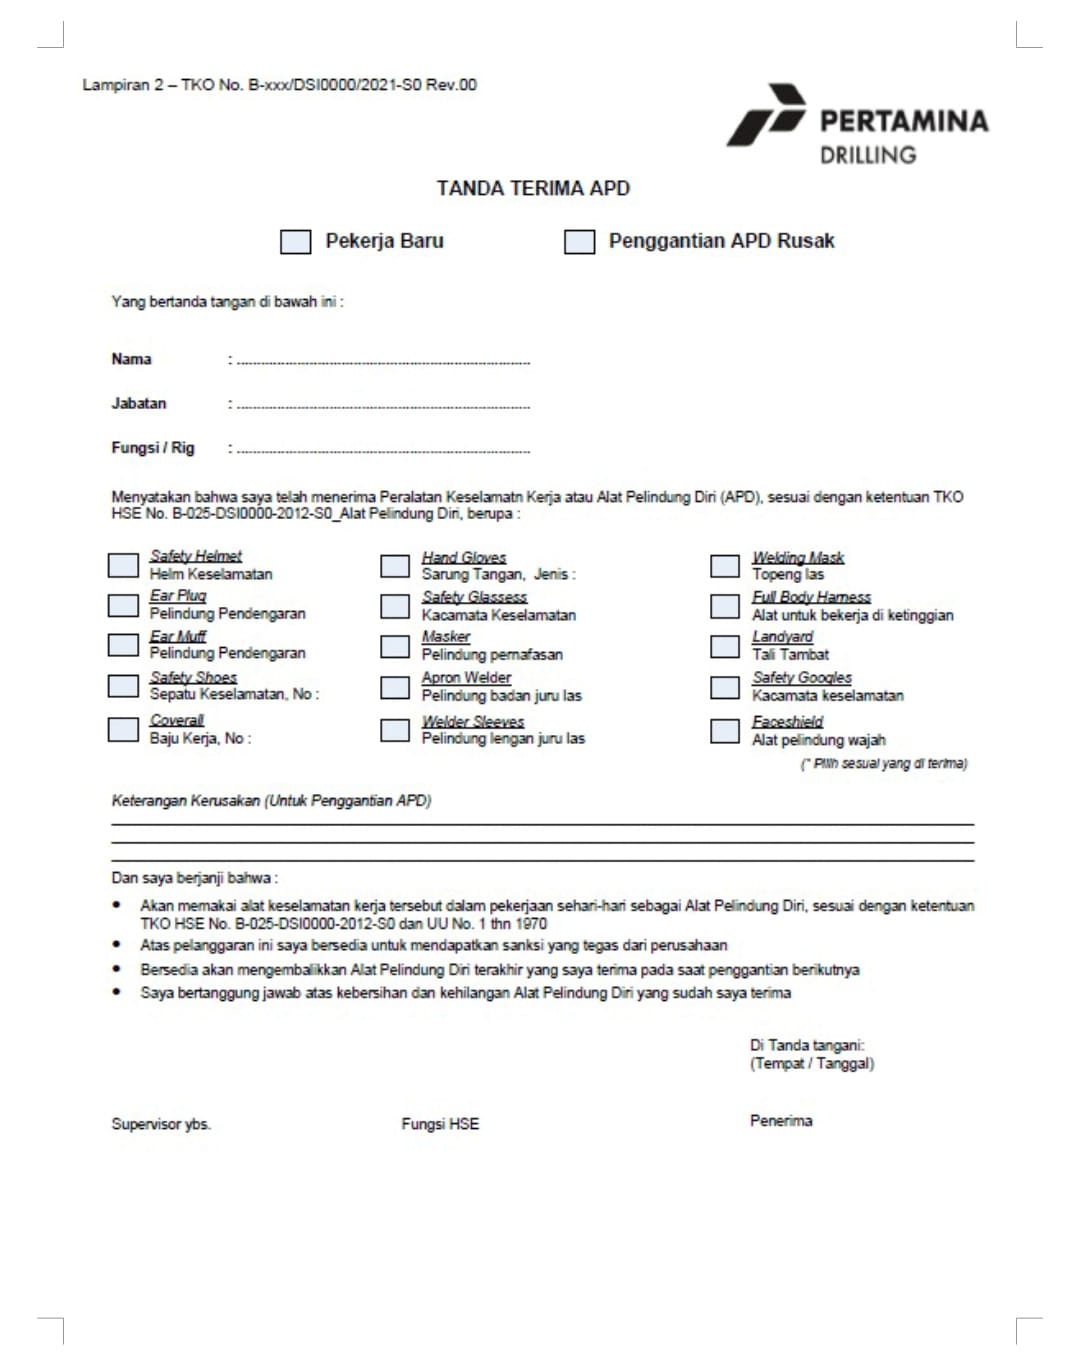 Lampiran 2 – TKO No. B-xxx/DSI0000/2021-S0 Rev.00
PERTAMINA
DRILLING
TANDA TERIMA APD
Pekerja Baru Penggantian APD Rusak
Yang bertanda tangan di bawah ini :
Nama : ................................................................................
Jabatan : ................................................................................
Fungsi / Rig : ................................................................................
Menyatakan bahwa saya telah menerima Peralatan Keselamatn Kerja atau Alat Pelindung Diri (APD), sesuai dengan ketentuan TKO
HSE No. B-025-DSI0000-2012-S0_Alat Pelindung Diri, berupa :
Safety Helmet
Helm Keselamatan
Ear Plug
Pelindung Pendengaran
Ear Muff
Pelindung Pendengaran
Safety Shoes
Sepatu Keselamatan, No :
Coverall
Baju Kerja, No :
Hand Gloves
Sarung Tangan, Jenis :
Safety Glassess
Kacamata Keselamatan
Masker
Pelindung pernafasan
Apron Welder
Pelindung badan juru las
Welder Sleeves
Pelindung lengan juru las
Welding Mask
Topeng las
Full Body Harness
Alat untuk bekerja di ketinggian
Landyard
Tali Tambat
Safety Googles
Kacamata keselamatan
Faceshield
Alat pelindung wajah
(* Pilih sesuai yang di terima)
Keterangan Kerusakan (Untuk Penggantian APD)
Dan saya berjanji bahwa :
• Akan memakai alat keselamatan kerja tersebut dalam pekerjaan sehari-hari sebagai Alat Pelindung Diri, sesuai dengan ketentuan
TKO HSE No. B-025-DSI0000-2012-S0 dan UU No. 1 thn 1970
• Atas pelanggaran ini saya bersedia untuk mendapatkan sanksi yang tegas dari perusahaan
• Bersedia akan mengembalikkan Alat Pelindung Diri terakhir yang saya terima pada saat penggantian berikutnya
• Saya bertanggung jawab atas kebersihan dan kehilangan Alat Pelindung Diri yang sudah saya terima
Di Tanda tangani:
(Tempat / Tanggal)
Supervisor ybs. Fungsi HSE Penerima